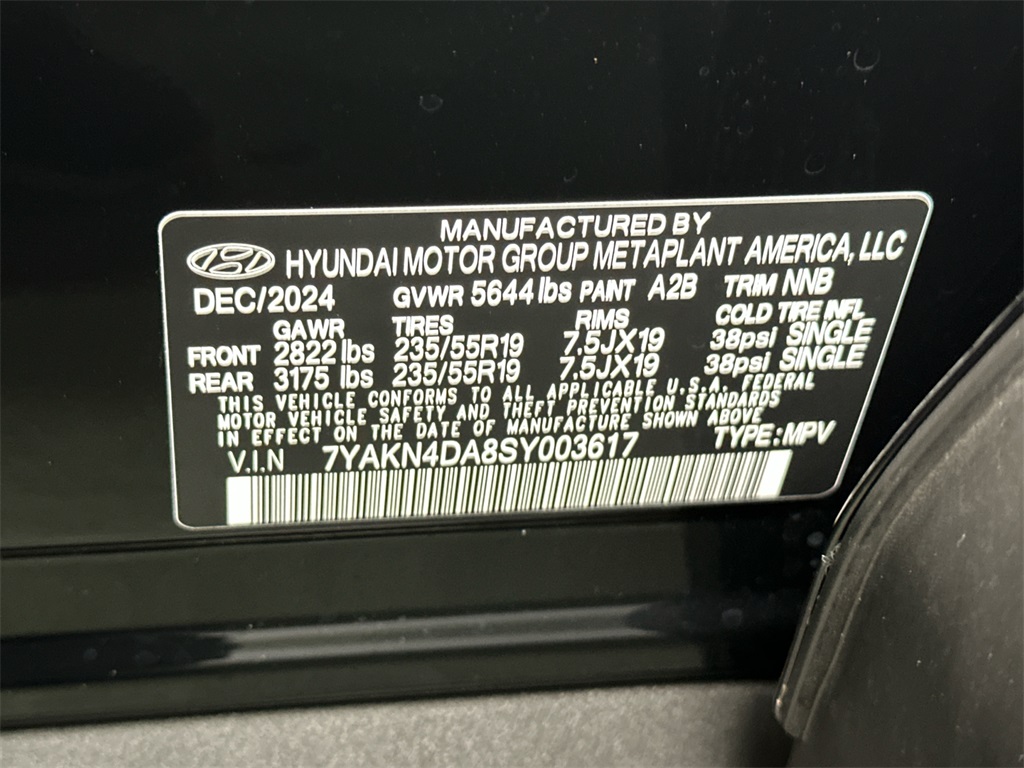 MANUFACTURED BY
HYUNDAI MOTOR GROUP METAPLANT AMERICA, LLC
DEC/2024 GVWR 5644 lbs PAINT A2B TRIM NNB
GAWR TIRES RIMS COLD TIRE INFL
FRONT 2822 lbs 235/55R19 7.5JX19 38psi SINGLE
REAR 3175 lbs 235/55R19 7.5JX19 38psi SINGLE
THIS VEHICLE CONFORMS TO ALL APPLICABLE U.S.A. FEDERAL
MOTOR VEHICLE SAFETY AND THEFT PREVENTION STANDARDS
IN EFFECT ON THE DATE OF MANUFACTURE SHOWN ABOVE
V.I.N 7YAKN4DA8SY003617 TYPE:MPV